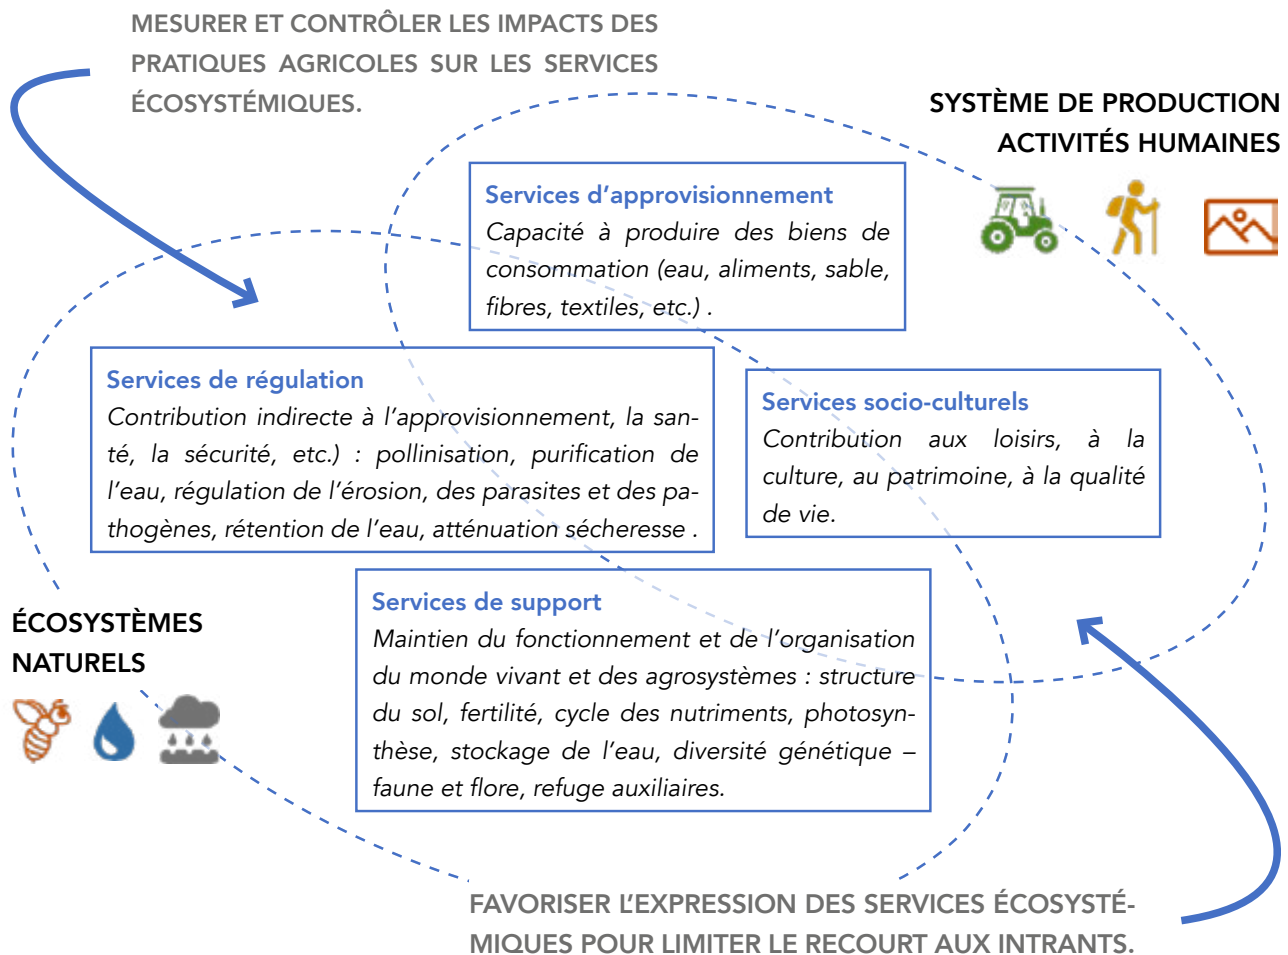 MESURER ET CONTRÔLER LES IMPACTS DES
PRATIQUES AGRICOLES SUR LES SERVICES
ÉCOSYSTÉMIQUES.
SYSTÈME DE PRODUCTION
ACTIVITÉS HUMAINES
Services d'approvisionnement
Capacité à produire des biens de
consommation (eau, aliments, sable,
fibres, textiles, etc.) .
Services de régulation
Contribution indirecte à l'approvisionnement, la san-
té, la sécurité, etc.) : pollinisation, purification de
l'eau, régulation de l'érosion, des parasites et des pa-
thogènes, rétention de l'eau, atténuation sécheresse .
Services socio-culturels
Contribution aux loisirs, à la
culture, au patrimoine, à la qualité
de vie.
Services de support
Maintien du fonctionnement et de l'organisation
du monde vivant et des agrosystèmes : structure
du sol, fertilité, cycle des nutriments, photosyn-
thèse, stockage de l'eau, diversité génétique –
faune et flore, refuge auxiliaires.
ÉCOSYSTÈMES
NATURELS
FAVORISER L'EXPRESSION DES SERVICES ÉCOSYSTÉ-
MIQUES POUR LIMITER LE RECOURT AUX INTRANTS.